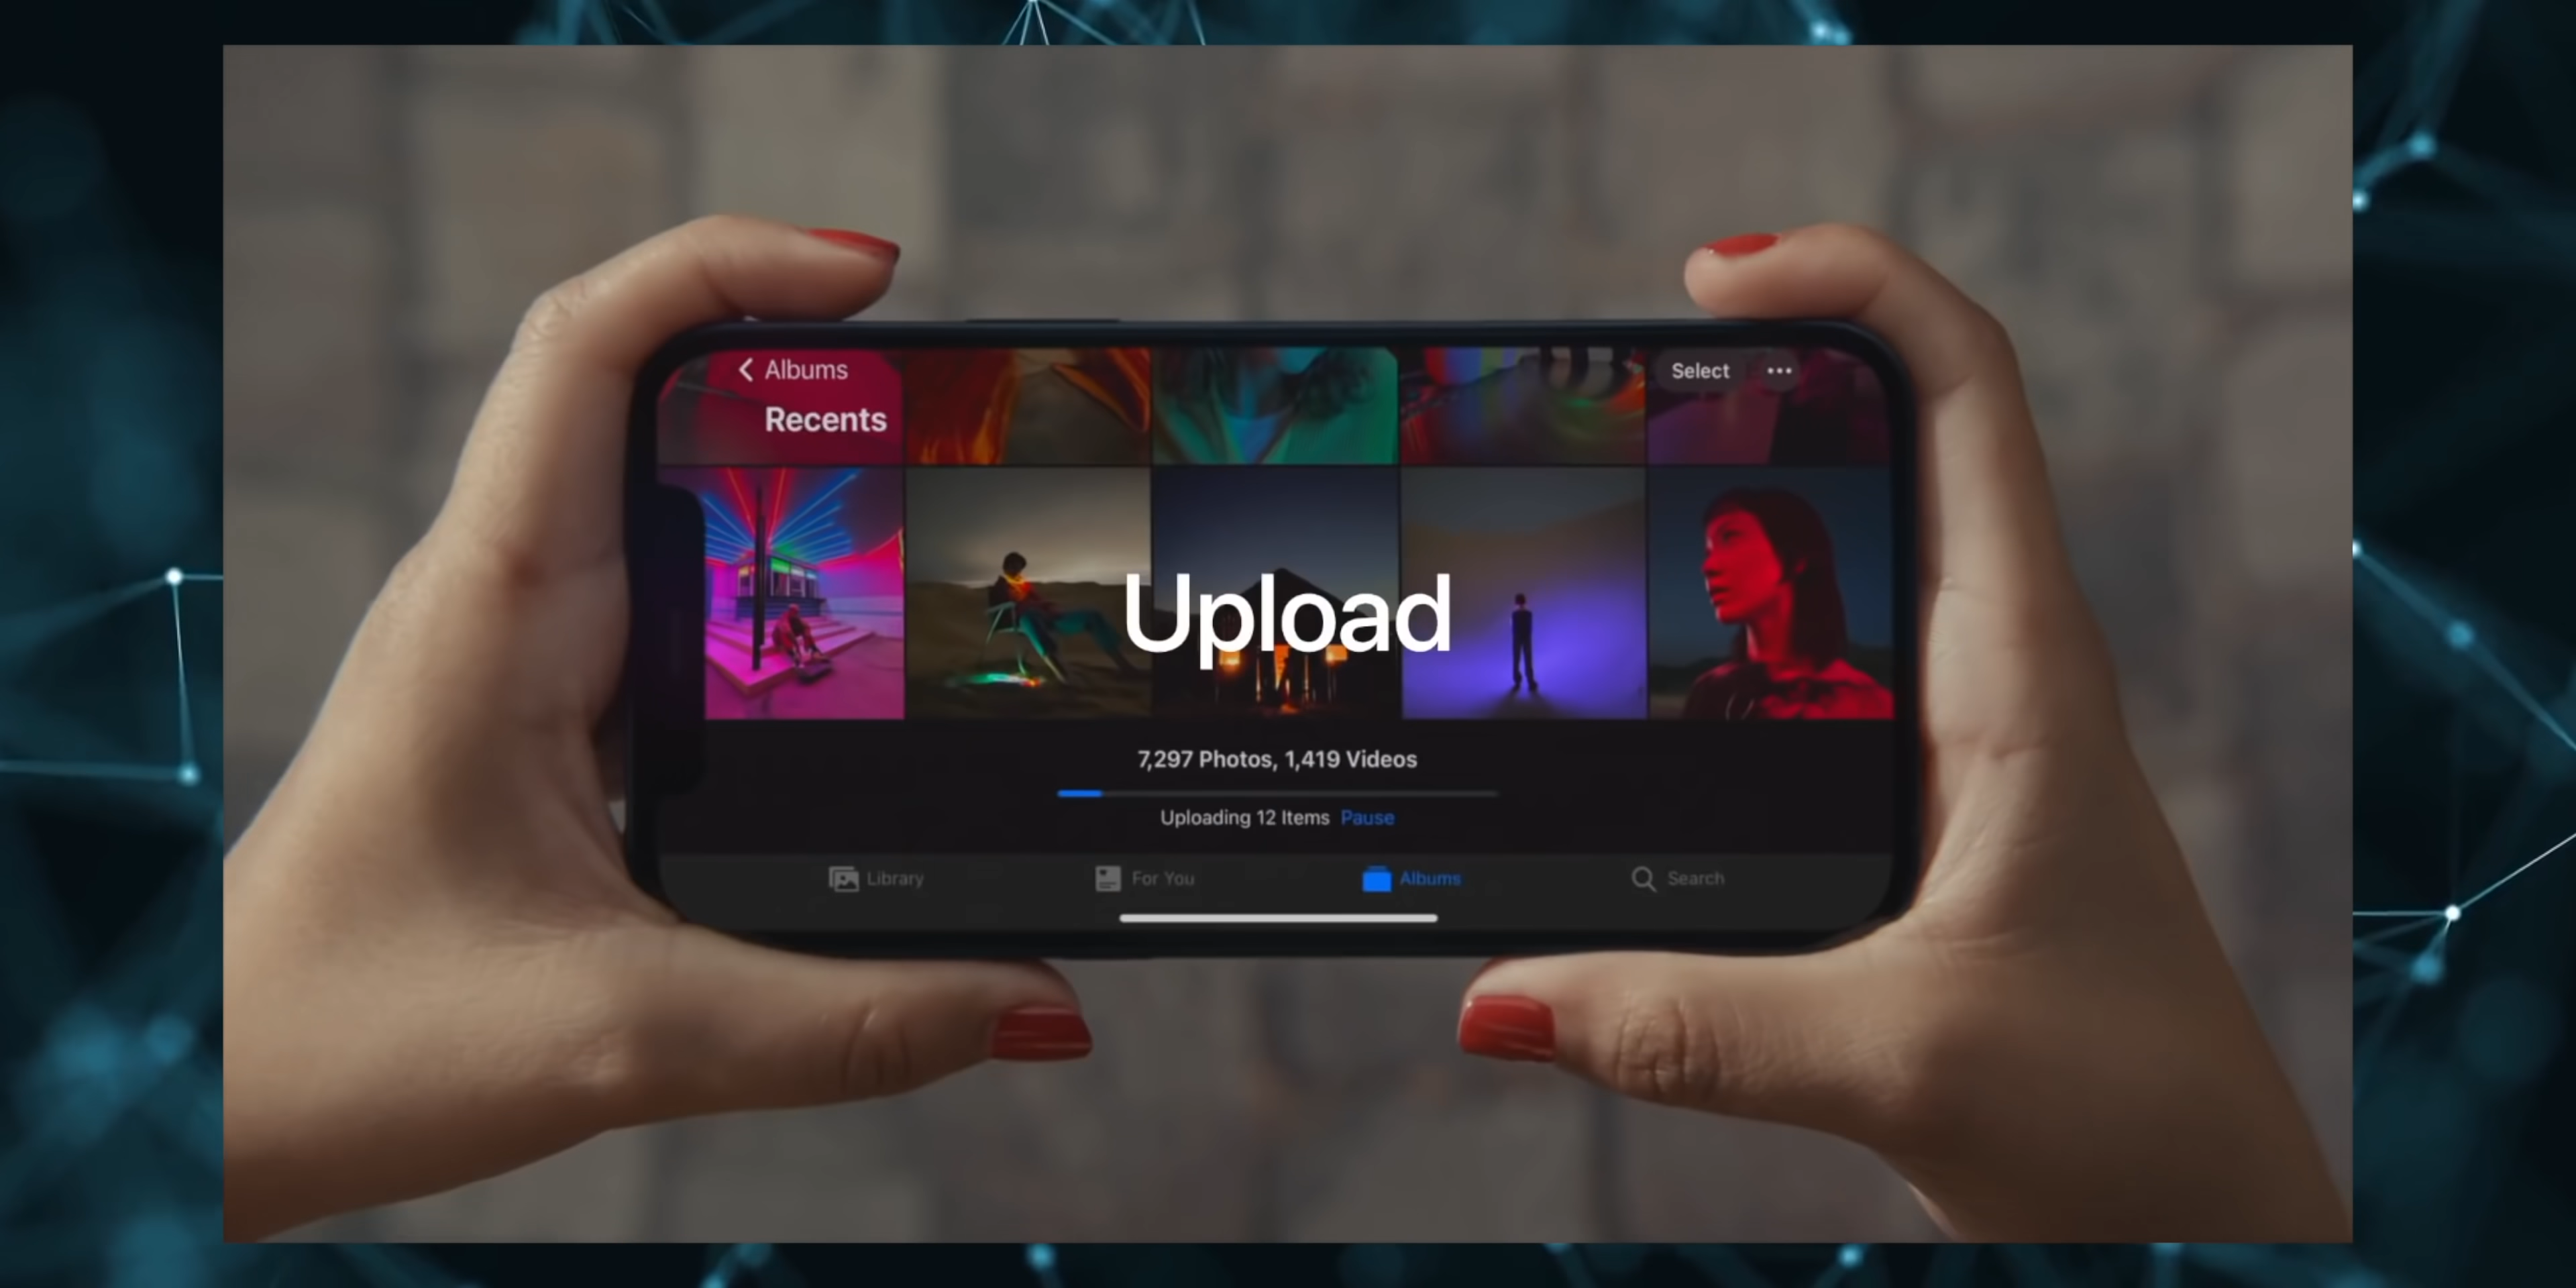 Albums
Select
Recents
Upload
7,297 Photos, 1,419 Videos
Uploading 12 Items Pause
Library
For You
Albums
Search